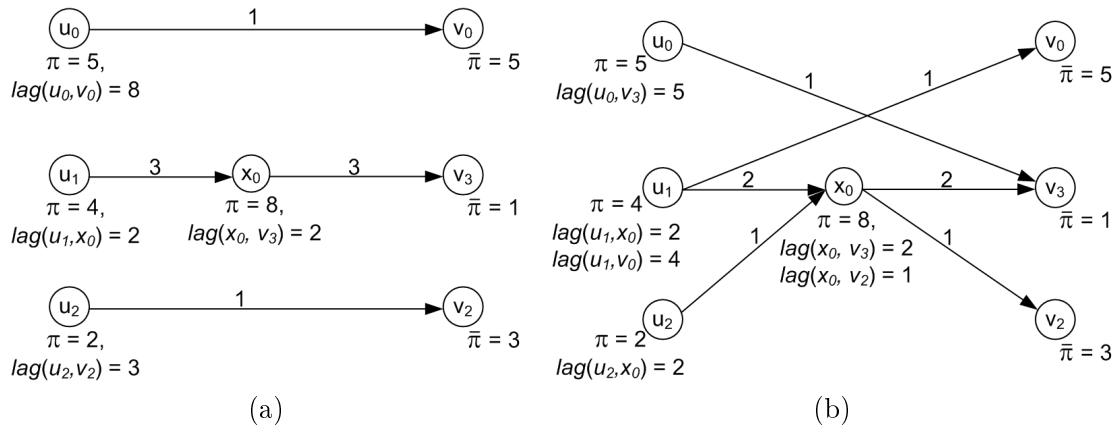 u0 1 v0
π = 5, π̄ = 5
lag(u0,v0) = 8
u1 3 x0 3 v3
π = 4, π = 8, π̄ = 1
lag(u1,x0) = 2 lag(x0, v3) = 2
u2 1 v2
π = 2, π̄ = 3
lag(u2,v2) = 3
(a)
u0 1 1 v0
π = 5 π̄ = 5
lag(u0,v3) = 5
u1 2 x0 2 v3
π = 4 π = 8, π̄ = 1
lag(u1,x0) = 2 lag(x0, v3) = 2
lag(u1,v0) = 4 lag(x0, v2) = 1
1 1
u2 v2
π = 2 π̄ = 3
lag(u2,x0) = 2
(b)